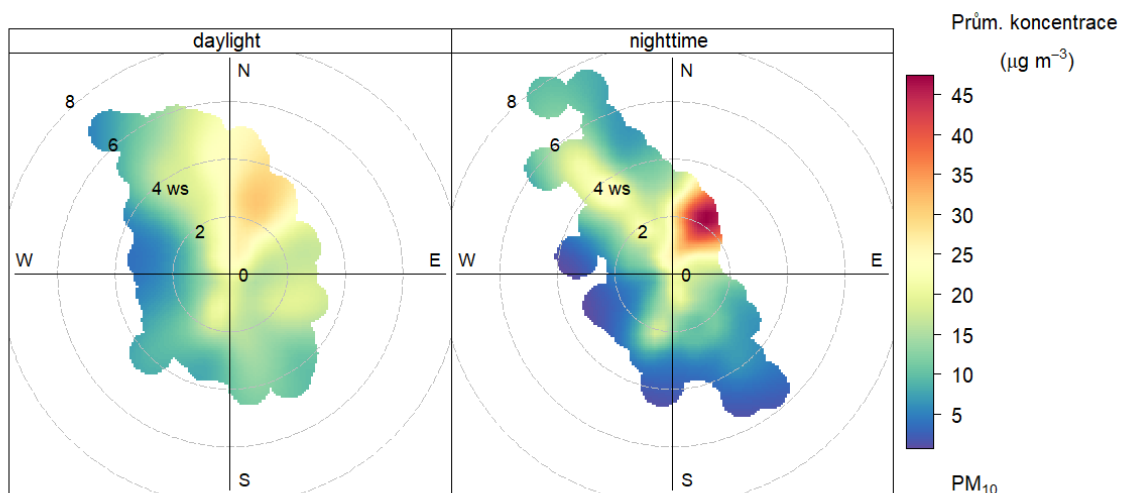 daylight
nighttime
Prům. koncentrace
(µg m⁻³)
N
8
6
4 ws
2
W
0
E
S
N
8
6
4 ws
2
W
0
E
S
45
40
35
30
25
20
15
10
5
PM₁₀